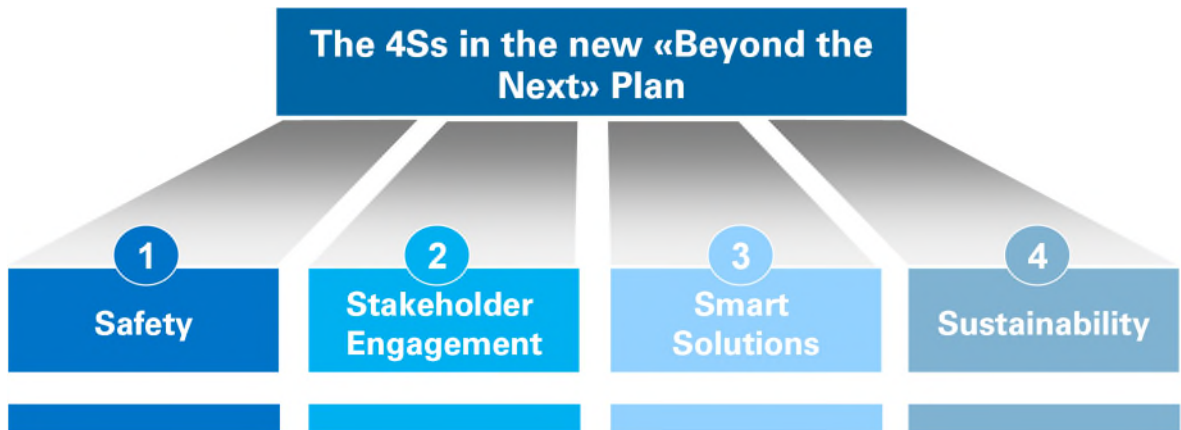 The 4Ss in the new «Beyond the
Next» Plan
1
2
3
4
Safety
Stakeholder
Engagement
Smart
Solutions
Sustainability